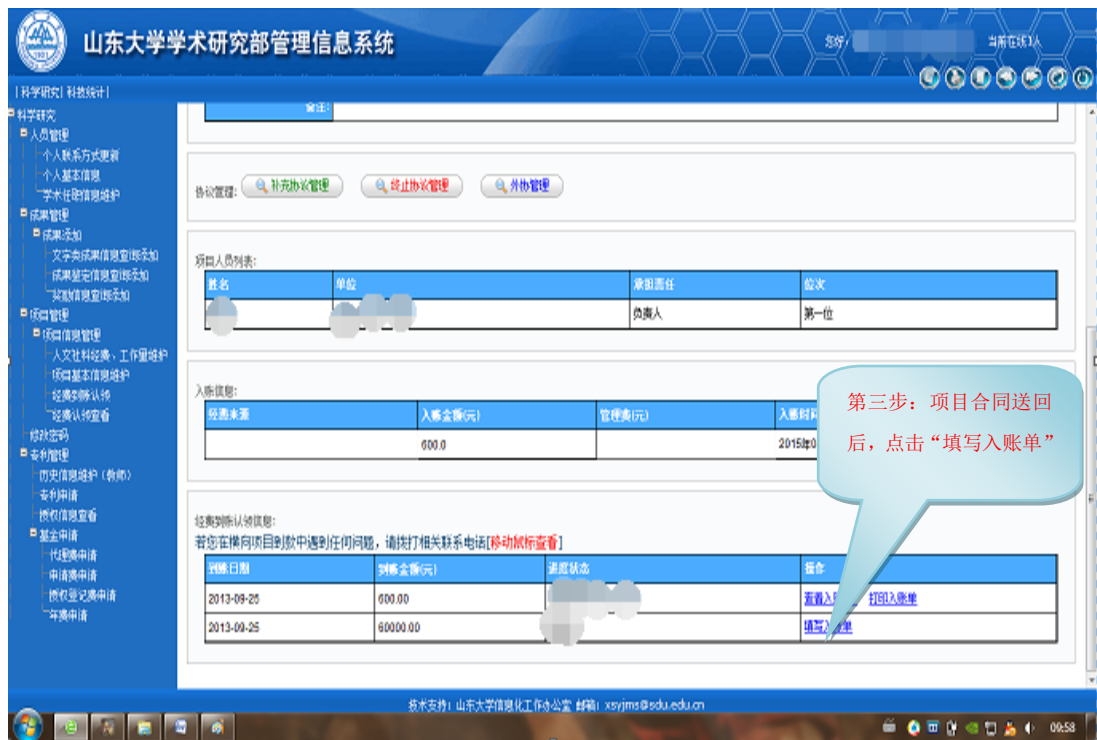 山东大学学术研究部管理信息系统
您好,
当前在线1人
|科学研究| 科技统计|
科学研究
人员管理
个人联系方式更新
个人基本信息
学术任职信息维护
成果管理
成果添加
文字类成果信息查询添加
成果鉴定信息查询添加
奖励信息查询添加
项目管理
项目信息管理
人文社科经费、工作量维护
项目基本信息维护
经费到账认领
经费认领查看
修改密码
专利管理
历史信息维护（教师）
专利申请
授权信息查看
基金申请
代理费申请
申请费申请
授权登记费申请
年费申请
备注:
协议管理: 补充协议管理 终止协议管理 外协管理
项目人员列表:
姓名 单位 承担责任 位次
负责人 第一位
入账信息:
经费来源 入账金额(元) 管理费(元) 入账时间
600.0 2015年0
第三步：项目合同送回
后，点击“填写入账单”
经费到账认领信息:
若您在横向项目到款中遇到任何问题，请拨打相关联系电话[移动鼠标查看]
到账日期 到账金额(元) 进度状态 操作
2013-09-25 600.00 查看入 打印入账单
2013-09-25 60000.00 填写入账单
技术支持：山东大学信息化工作办公室 邮箱：xsyjms@sdu.edu.cn
09:58